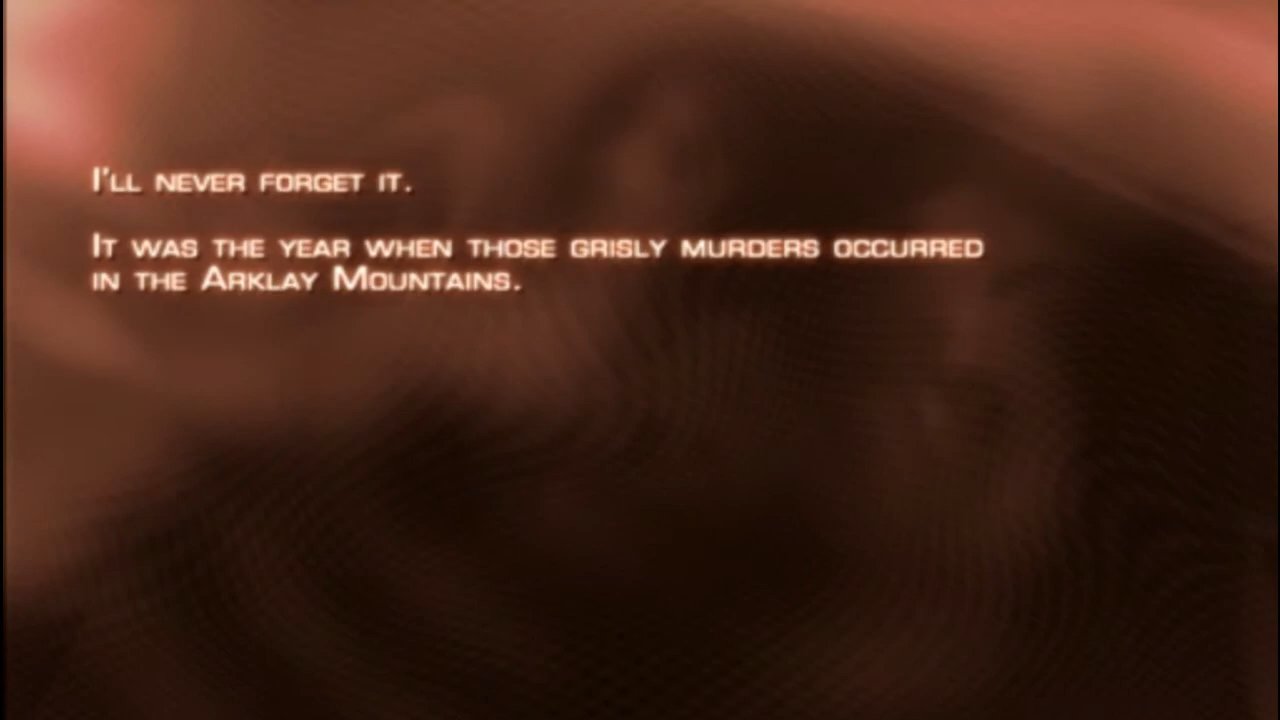 I'll never forget it.
It was the year when those grisly murders occurred
in the Arklay Mountains.